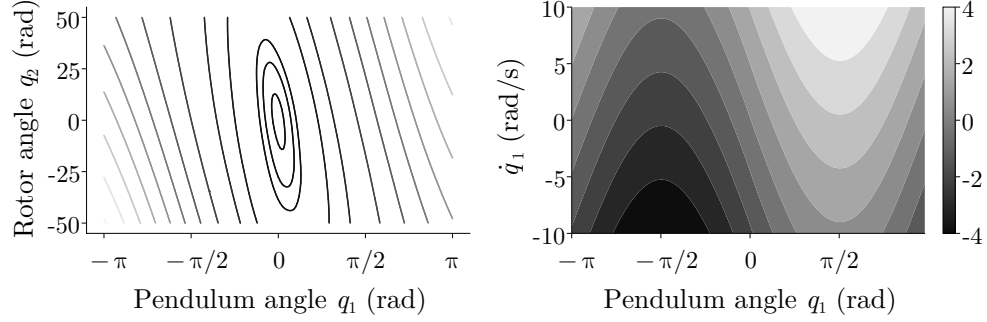 50
25
0
-25
-50
Rotor angle q₂ (rad)
−π
−π/2
0
π/2
π
Pendulum angle q₁ (rad)
10
5
0
-5
-10
q̇₁ (rad/s)
−π
−π/2
0
π/2
Pendulum angle q₁ (rad)
4
2
0
-2
-4